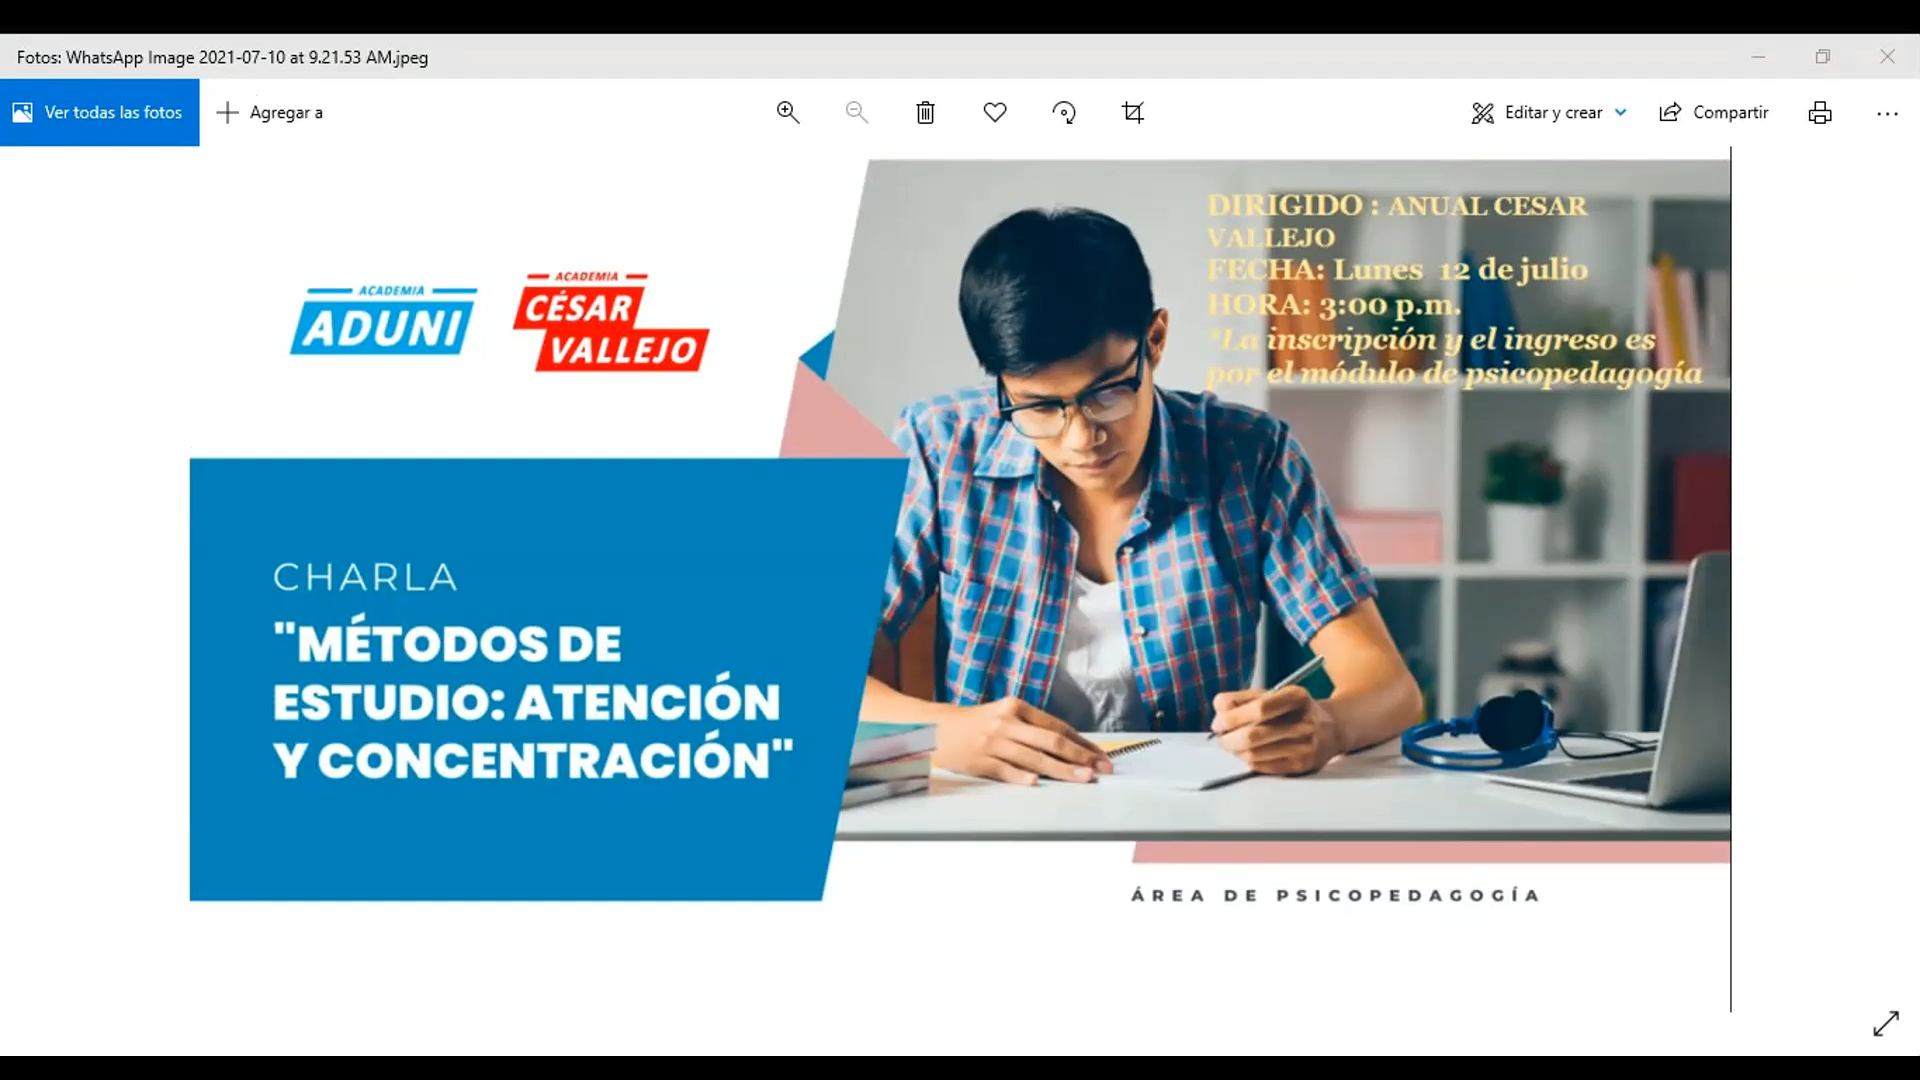 Fotos: WhatsApp Image 2021-07-10 at 9.21.53 AM.jpeg
Ver todas las fotos
Agregar a
Editar y crear
Compartir
ACADEMIA
ADUNI
ACADEMIA
CÉSAR
VALLEJO
DIRIGIDO : ANUAL CESAR
VALLEJO
FECHA: Lunes 12 de julio
HORA: 3:00 p.m.
*La inscripción y el ingreso es
por el módulo de psicopedagogía
CHARLA
"MÉTODOS DE
ESTUDIO: ATENCIÓN
Y CONCENTRACIÓN"
ÁREA DE PSICOPEDAGOGÍA